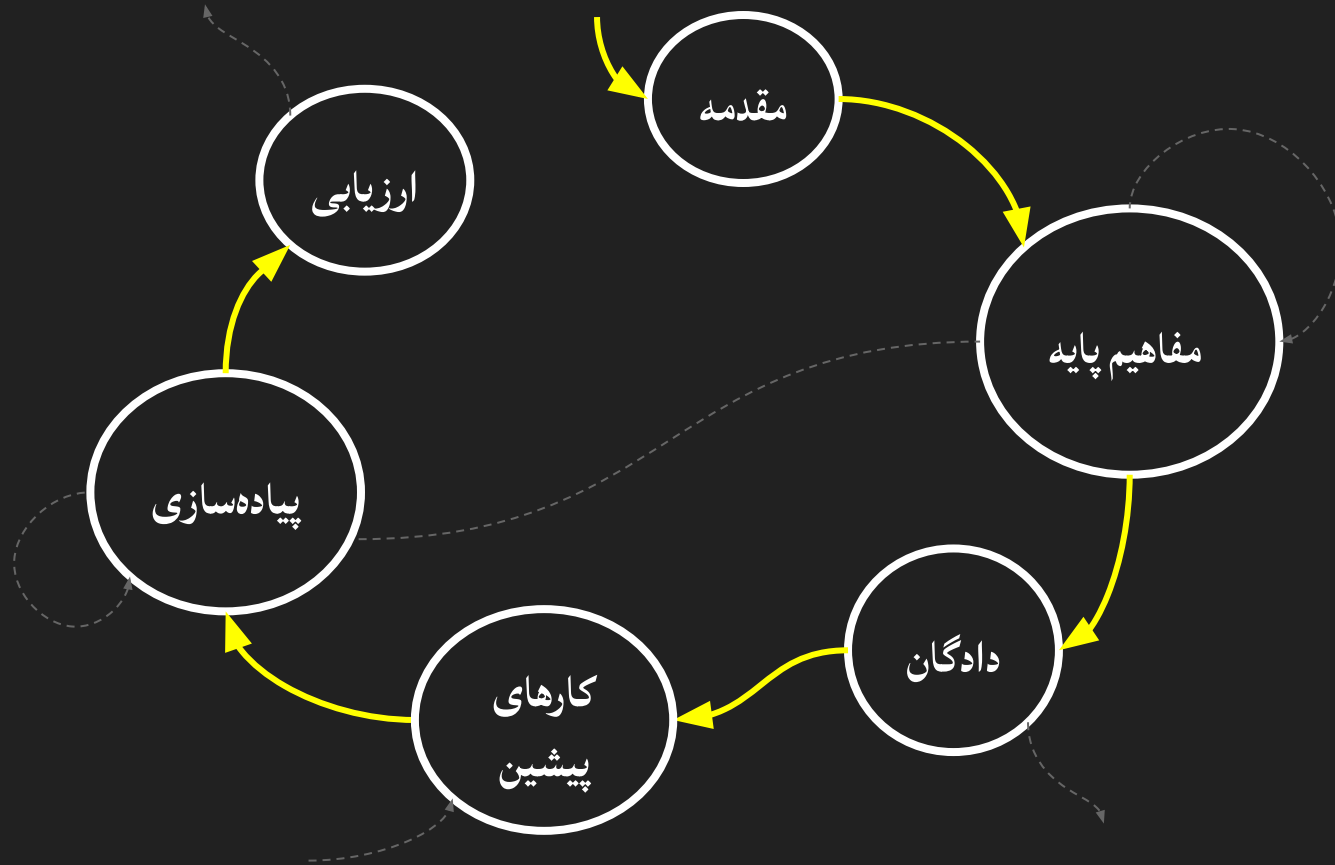 مقدمه
مفاهیم پایه
دادگان
کارهای
پیشین
پیاده‌سازی
ارزیابی